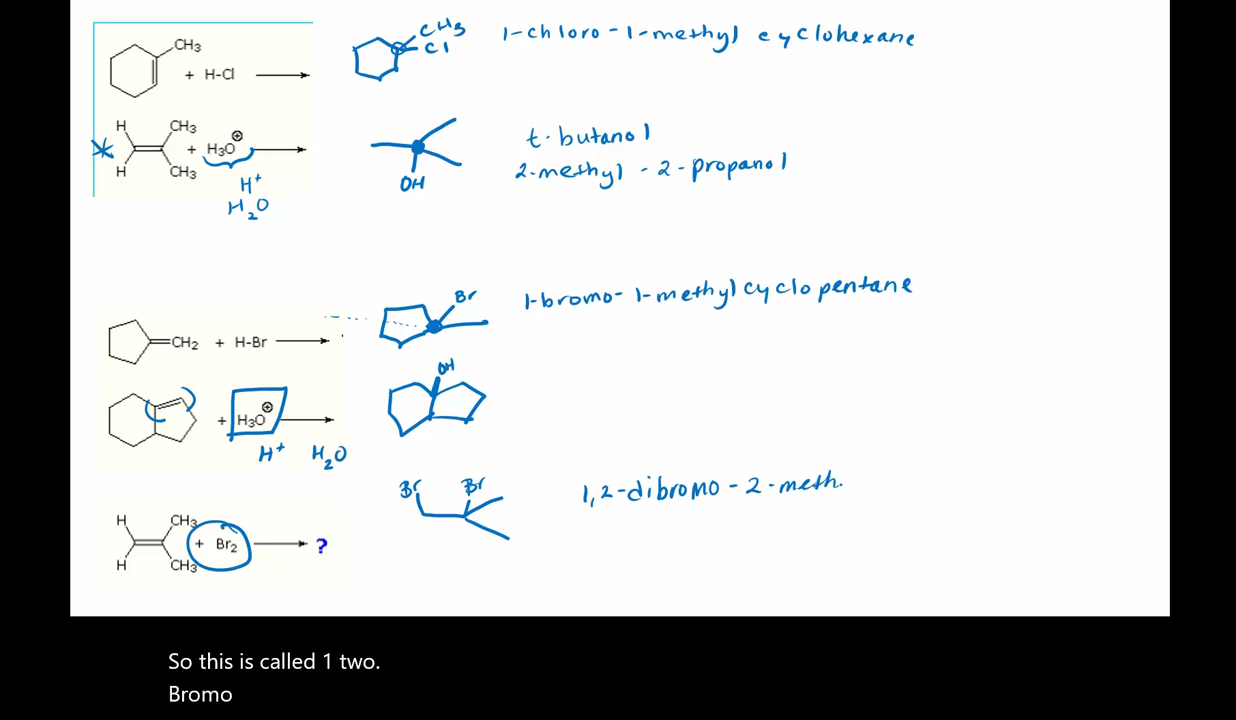 CH₃
+ H-Cl
CH₃
Cl
1-chloro-1-methyl cyclohexane
H
CH₃
+ H₃O⊕
H
CH₃
H⁺
H₂O
OH
t-butanol
2-methyl - 2-propanol
=CH₂ + H-Br
Br
1-bromo-1-methylcyclopentane
+ H₃O⊕
H⁺ H₂O
OH
H
CH₃
+ Br₂
?
H
CH₃
Br Br
1,2-dibromo-2-meth.
So this is called 1 two.
Bromo